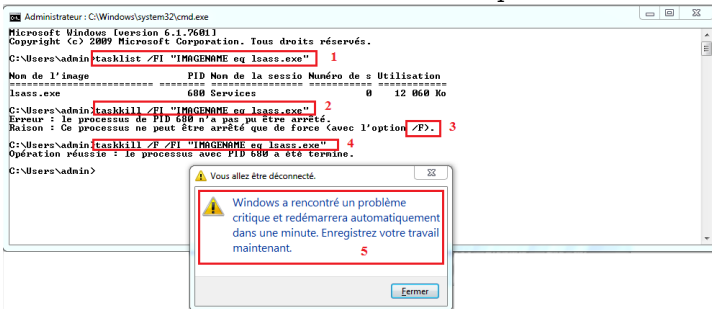 Administrateur : C:\Windows\system32\cmd.exe
Microsoft Windows [version 6.1.7601]
Copyright (c) 2009 Microsoft Corporation. Tous droits réservés.
C:\Users\admin>tasklist /FI "IMAGENAME eq lsass.exe" 1
Nom de l'image PID Nom de la sessio Numéro de s Utilisation
========================= ======== ================ =========== ============
lsass.exe 680 Services 0 12 060 Ko
C:\Users\admin>taskkill /FI "IMAGENAME eq lsass.exe" 2
Erreur : le processus de PID 680 n'a pas pu être arrêté.
Raison : Ce processus ne peut être arrêté que de force (avec l'option /F). 3
C:\Users\admin>taskkill /F /FI "IMAGENAME eq lsass.exe" 4
Opération réussie : le processus avec PID 680 a été terminé.
C:\Users\admin>
Vous allez être déconnecté.
Windows a rencontré un problème
critique et redémarrera automatiquement
dans une minute. Enregistrez votre travail
maintenant. 5
Fermer